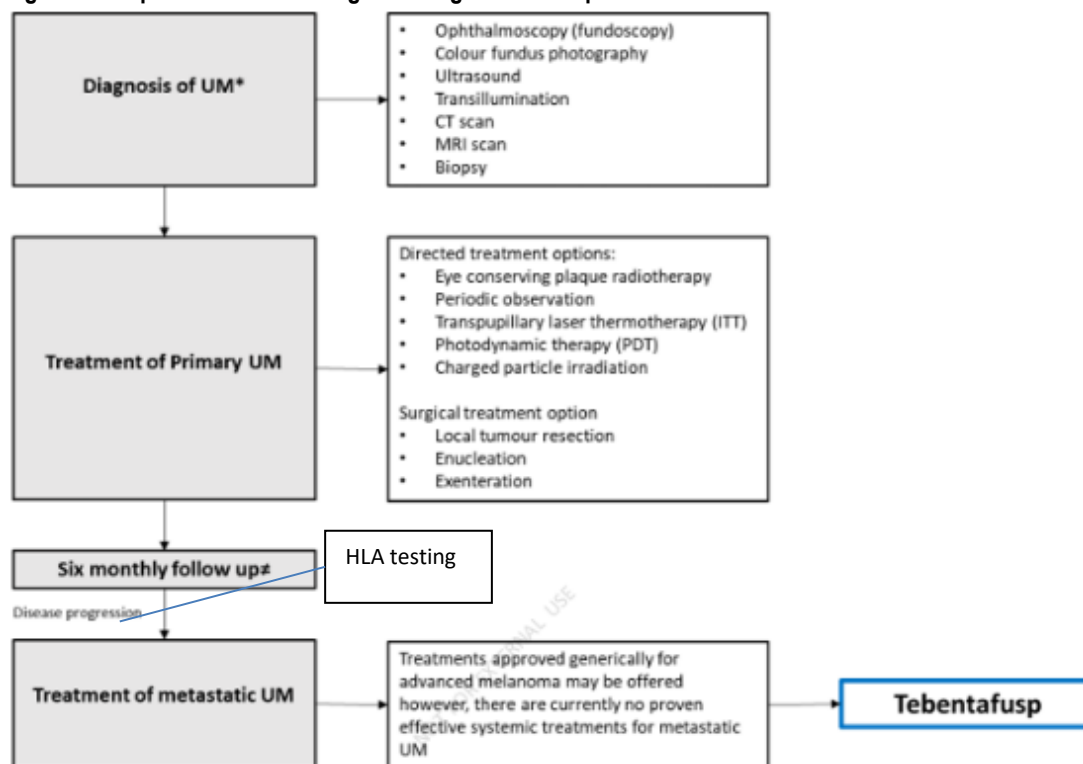 Diagnosis of UM*
• Ophthalmoscopy (fundoscopy)
• Colour fundus photography
• Ultrasound
• Transillumination
• CT scan
• MRI scan
• Biopsy
Treatment of Primary UM
Directed treatment options:
• Eye conserving plaque radiotherapy
• Periodic observation
• Transpupillary laser thermotherapy (ITT)
• Photodynamic therapy (PDT)
• Charged particle irradiation
Surgical treatment option
• Local tumour resection
• Enucleation
• Exenteration
Six monthly follow up≠
HLA testing
Disease progression
Treatment of metastatic UM
Treatments approved generically for
advanced melanoma may be offered
however, there are currently no proven
effective systemic treatments for metastatic
UM
Tebentafusp
USE